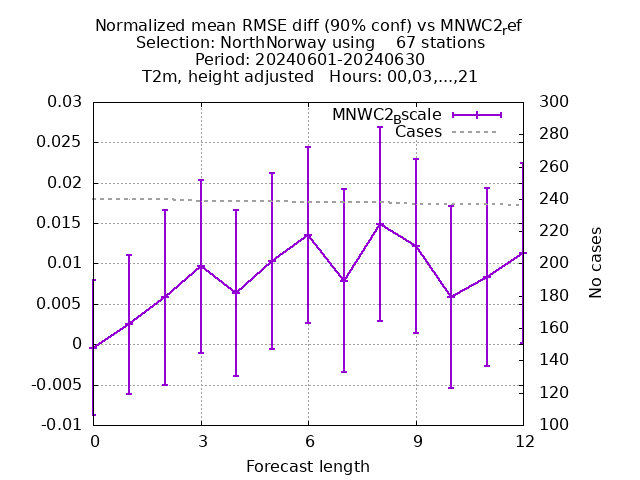 Normalized mean RMSE diff (90% conf) vs MNWC2_ref
Selection: NorthNorway using    67 stations
Period: 20240601-20240630
T2m, height adjusted   Hours: 00,03,...,21
MNWC2_Bscale
Cases
0.03
0.025
0.02
0.015
0.01
0.005
0
-0.005
-0.01
300
280
260
240
220
200
180
160
140
120
100
No cases
0 3 6 9 12
Forecast length